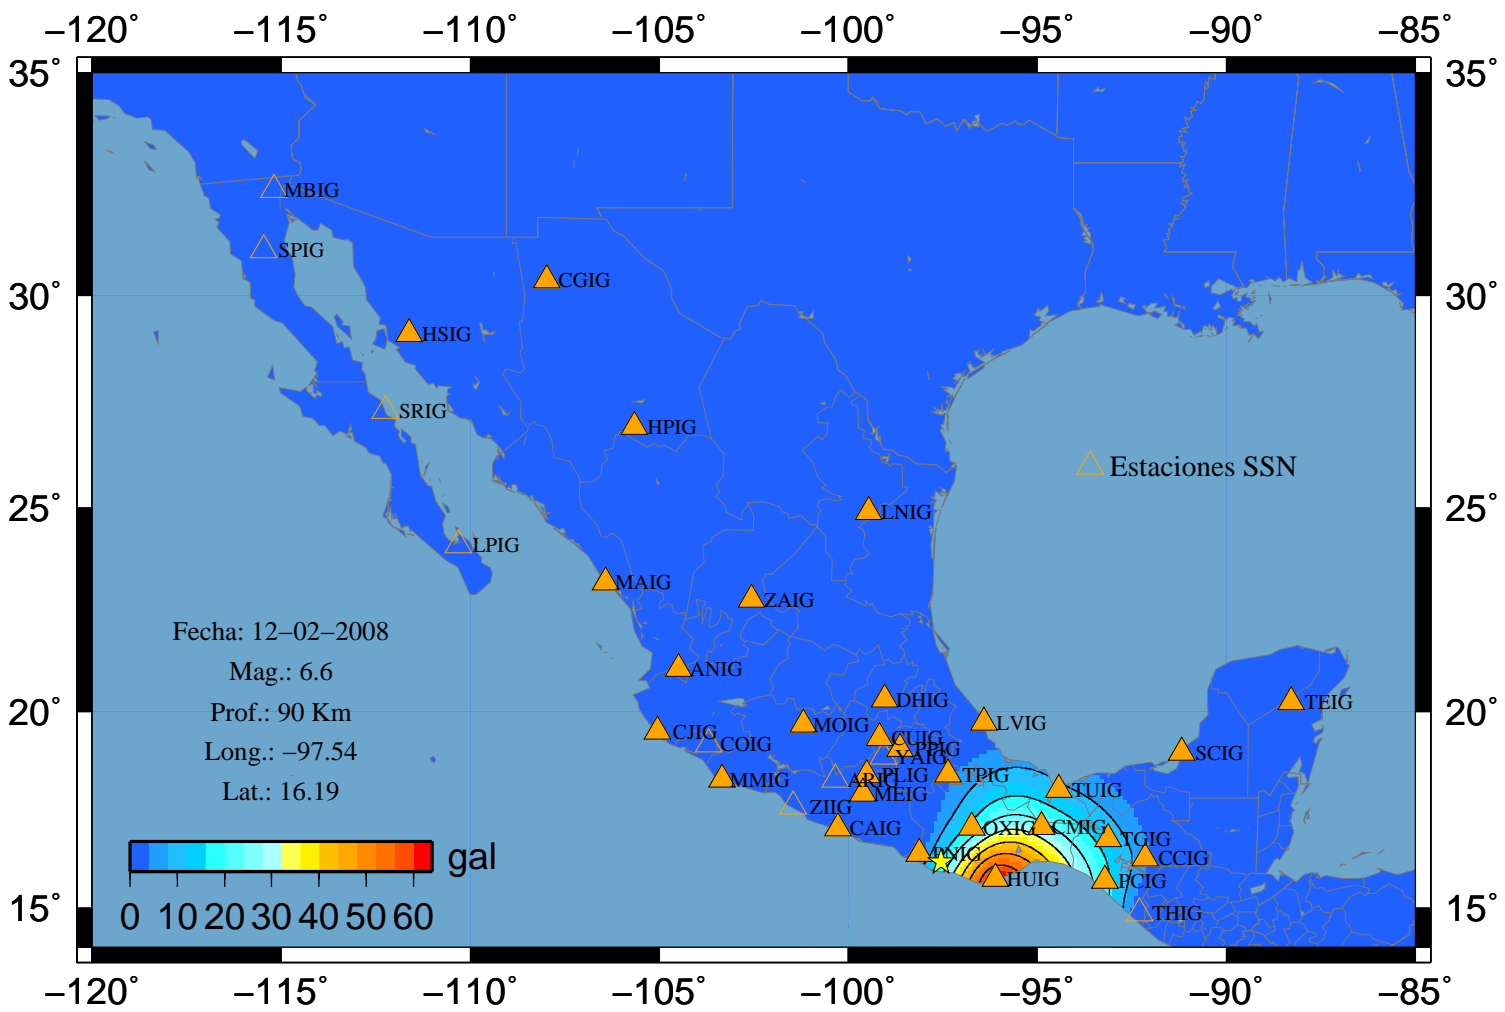 −120° −115° −110° −105° −100° −95° −90° −85°
35° 35°
MBIG
SPIG
CGIG
30° 30°
HSIG
SRIG
HPIG
Estaciones SSN
25° LNIG 25°
LPIG
MAIG
ZAIG
Fecha: 12−02−2008
Mag.: 6.6
Prof.: 90 Km
Long.: −97.54
Lat.: 16.19
ANIG
DHIG
TEIG
20° 20°
CJIG
MOIG
LVIG
COIG
CUIG
PPIG
SCIG
YAIG
MMIG
ARIG
PLIG
TPIG
TUIG
MEIG
ZIIG
CAIG
OXIG
CMIG
TGIG
PNIG
CCIG
HUIG
PCIG
gal
0 10 20 30 40 50 60
15° THIG 15°
−120° −115° −110° −105° −100° −95° −90° −85°